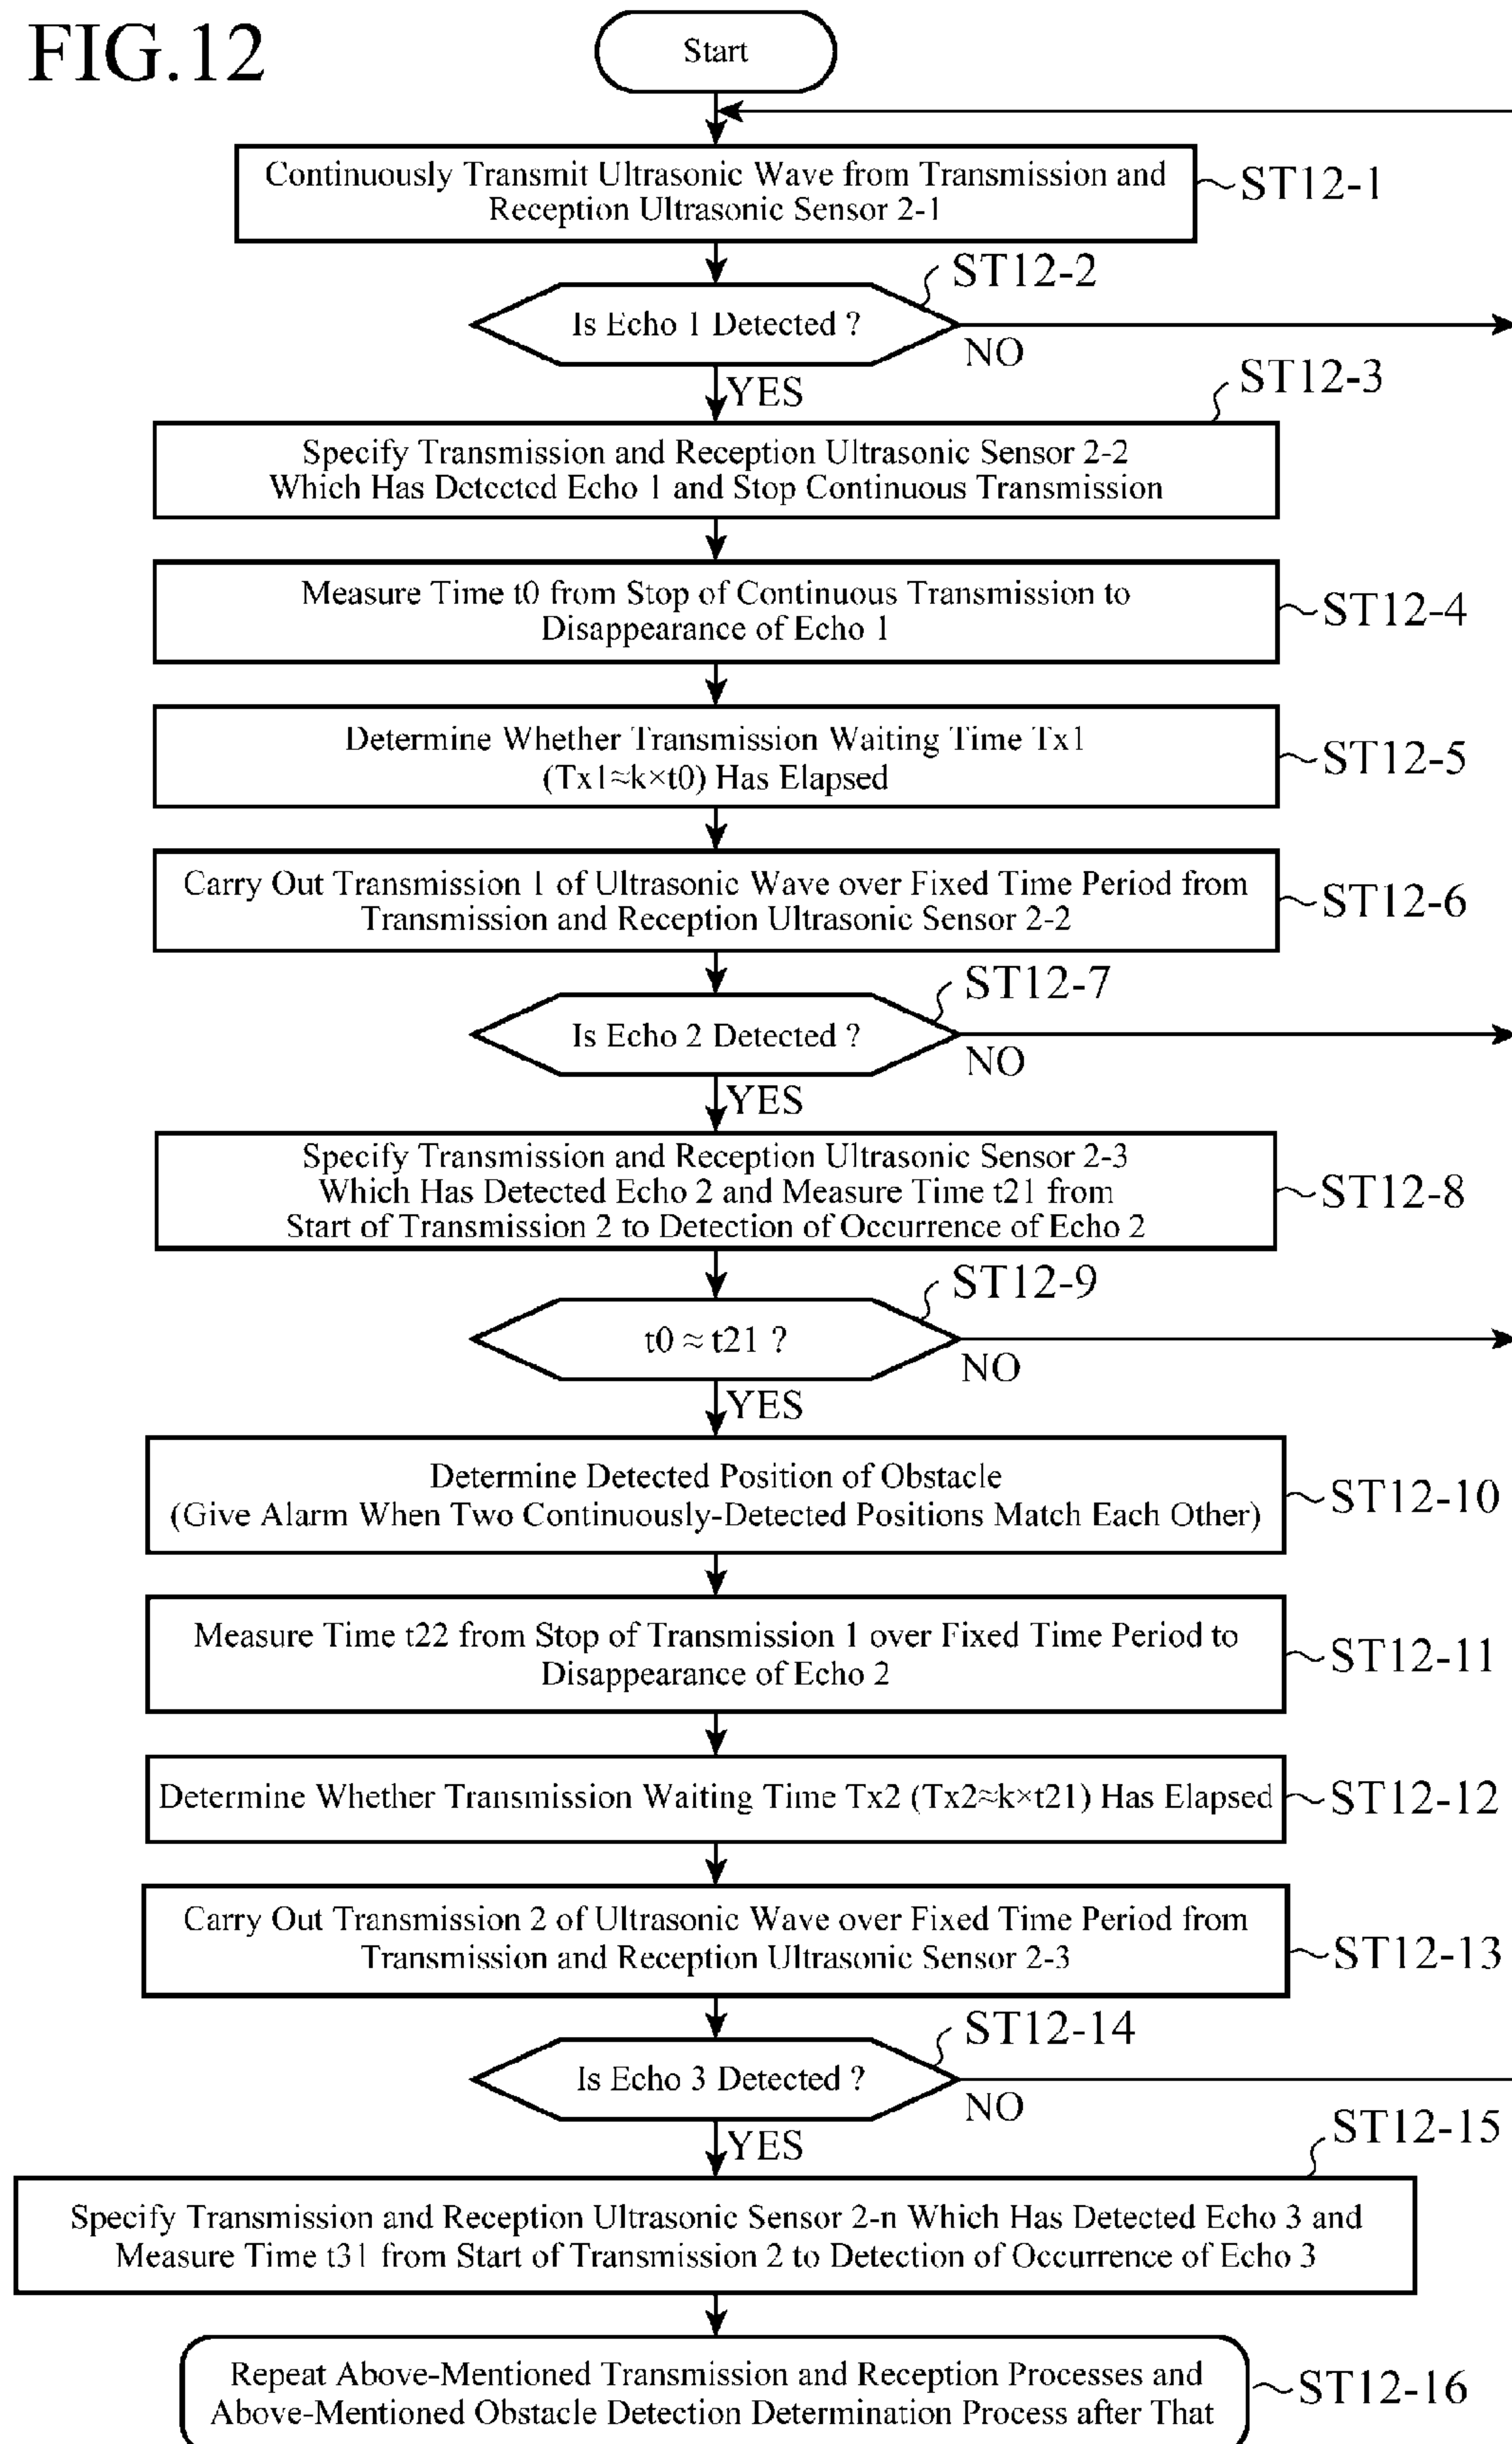 FIG.12
Start
Continuously Transmit Ultrasonic Wave from Transmission and
Reception Ultrasonic Sensor 2-1
ST12-1
ST12-2
Is Echo 1 Detected ?
NO
YES
ST12-3
Specify Transmission and Reception Ultrasonic Sensor 2-2
Which Has Detected Echo 1 and Stop Continuous Transmission
Measure Time t0 from Stop of Continuous Transmission to
Disappearance of Echo 1
ST12-4
Determine Whether Transmission Waiting Time Tx1
(Tx1≈k×t0) Has Elapsed
ST12-5
Carry Out Transmission 1 of Ultrasonic Wave over Fixed Time Period from
Transmission and Reception Ultrasonic Sensor 2-2
ST12-6
ST12-7
Is Echo 2 Detected ?
NO
YES
Specify Transmission and Reception Ultrasonic Sensor 2-3
Which Has Detected Echo 2 and Measure Time t21 from
Start of Transmission 2 to Detection of Occurrence of Echo 2
ST12-8
ST12-9
t0 ≈ t21 ?
NO
YES
Determine Detected Position of Obstacle
(Give Alarm When Two Continuously-Detected Positions Match Each Other)
ST12-10
Measure Time t22 from Stop of Transmission 1 over Fixed Time Period to
Disappearance of Echo 2
ST12-11
Determine Whether Transmission Waiting Time Tx2 (Tx2≈k×t21) Has Elapsed
ST12-12
Carry Out Transmission 2 of Ultrasonic Wave over Fixed Time Period from
Transmission and Reception Ultrasonic Sensor 2-3
ST12-13
ST12-14
Is Echo 3 Detected ?
NO
YES
ST12-15
Specify Transmission and Reception Ultrasonic Sensor 2-n Which Has Detected Echo 3 and
Measure Time t31 from Start of Transmission 2 to Detection of Occurrence of Echo 3
Repeat Above-Mentioned Transmission and Reception Processes and
Above-Mentioned Obstacle Detection Determination Process after That
ST12-16